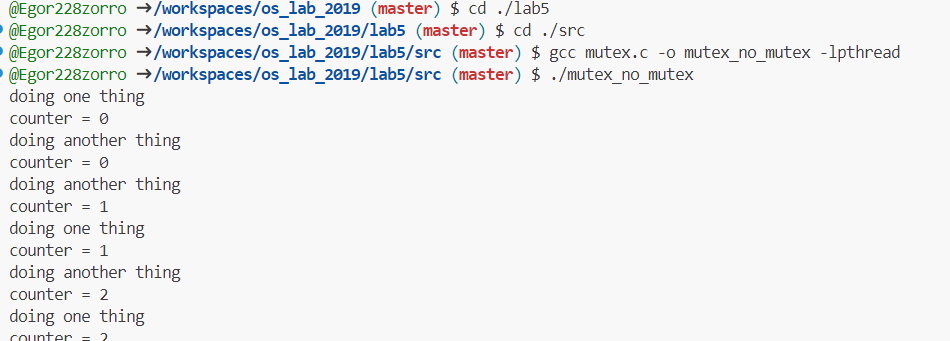 @Egor228zorro →/workspaces/os_lab_2019 (master) $ cd ./lab5
@Egor228zorro →/workspaces/os_lab_2019/lab5 (master) $ cd ./src
@Egor228zorro →/workspaces/os_lab_2019/lab5/src (master) $ gcc mutex.c -o mutex_no_mutex -lpthread
@Egor228zorro →/workspaces/os_lab_2019/lab5/src (master) $ ./mutex_no_mutex
doing one thing
counter = 0
doing another thing
counter = 0
doing another thing
counter = 1
doing one thing
counter = 1
doing another thing
counter = 2
doing one thing
counter = 2